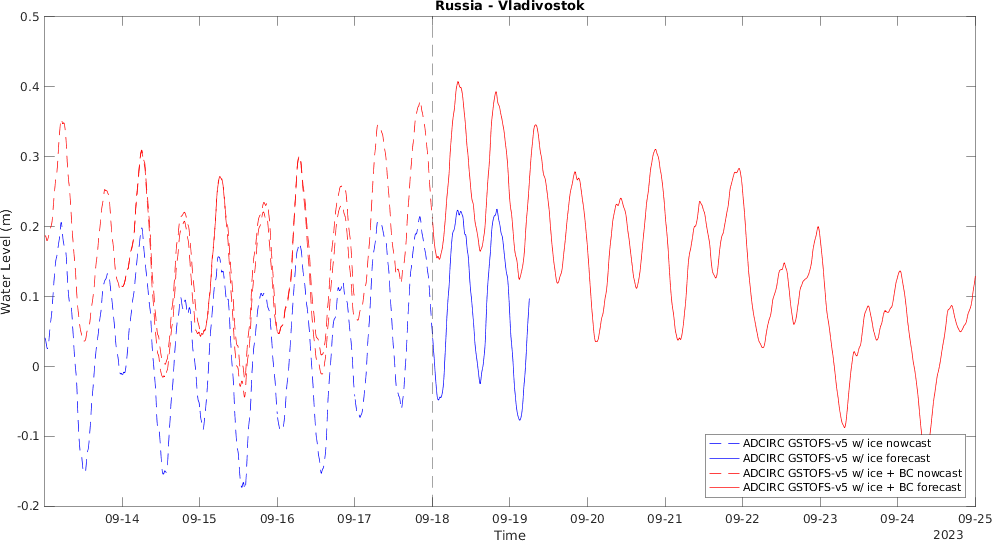 Russia - Vladivostok
0.5
0.4
0.3
0.2
0.1
0
-0.1
-0.2
Water Level (m)
ADCIRC GSTOFS-v5 w/ ice nowcast
ADCIRC GSTOFS-v5 w/ ice forecast
ADCIRC GSTOFS-v5 w/ ice + BC nowcast
ADCIRC GSTOFS-v5 w/ ice + BC forecast
09-14 09-15 09-16 09-17 09-18 09-19 09-20 09-21 09-22 09-23 09-24 09-25
Time
2023